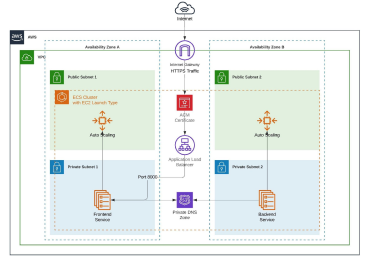 Internet
aws
AWS
Availability Zone A
Availability Zone B
VPC
Internet Gateway
HTTPS Traffic
Public Subnet 1
Public Subnet 2
ECS Cluster
with EC2 Launch Type
ACM
Certificate
Auto Scaling
Auto Scaling
Application Load
Balancer
Private Subnet 1
Private Subnet 2
Port 8000
Frontend
Service
Private DNS
Zone
Backend
Service